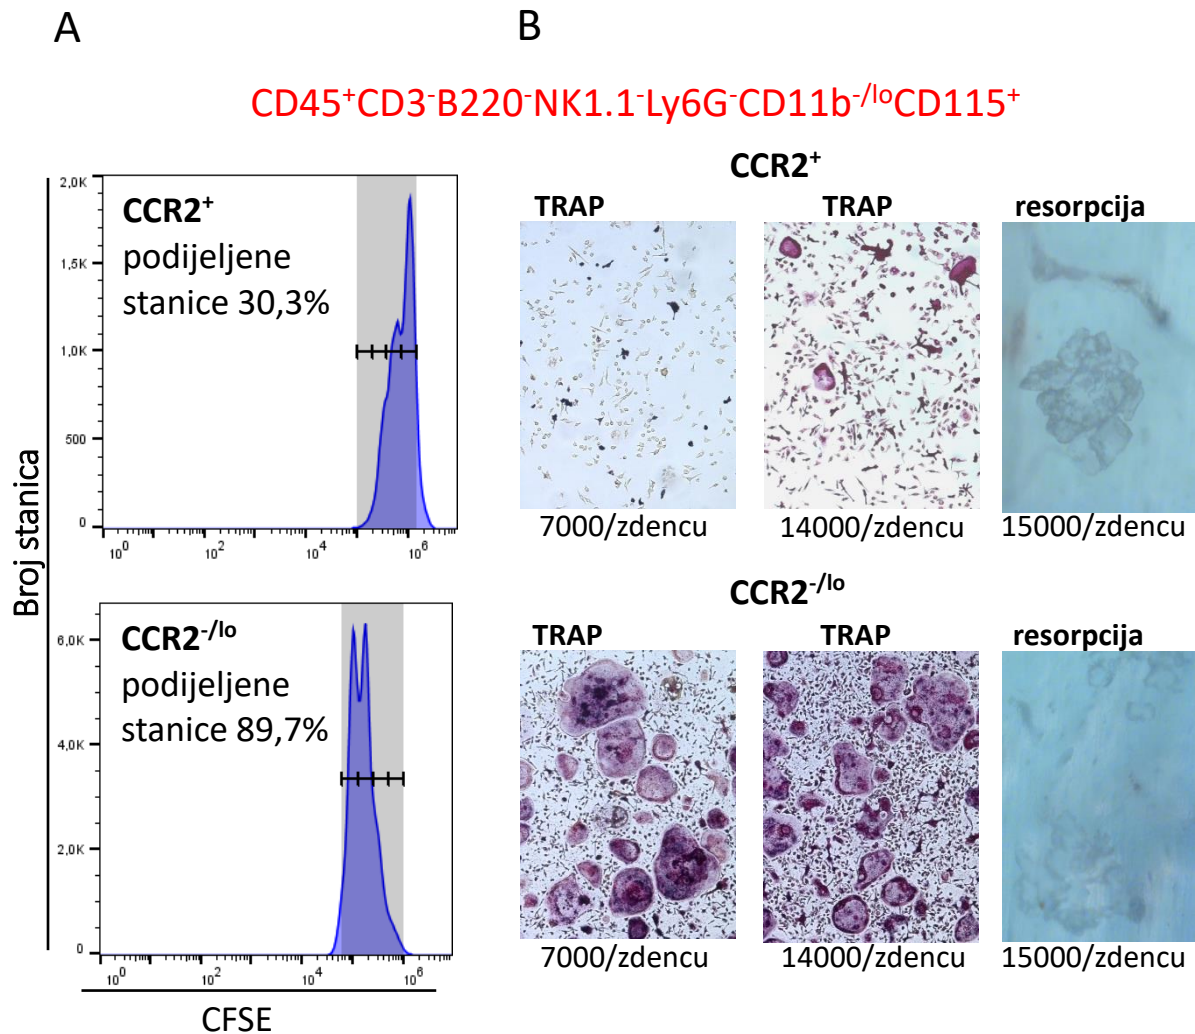 A
B
CD45⁺CD3⁻B220⁻NK1.1⁻Ly6G⁻CD11b⁻/ˡᵒCD115⁺
Broj stanica
2,0K
1,5K
1,0K
500
0
CCR2⁺
podijeljene
stanice 30,3%
10⁰ 10² 10⁴ 10⁶
6,0K
4,0K
2,0K
0
CCR2⁻/ˡᵒ
podijeljene
stanice 89,7%
10⁰ 10² 10⁴ 10⁶
CFSE
CCR2⁺
TRAP TRAP resorpcija
7000/zdencu 14000/zdencu 15000/zdencu
CCR2⁻/ˡᵒ
TRAP TRAP resorpcija
7000/zdencu 14000/zdencu 15000/zdencu